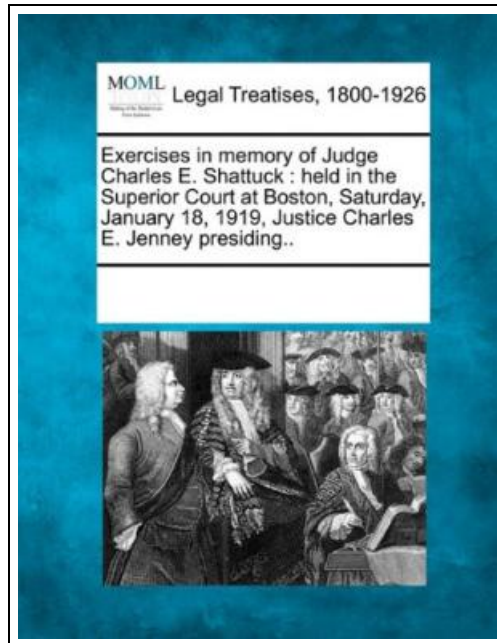 MOML
Legal Treatises, 1800-1926
Exercises in memory of Judge
Charles E. Shattuck : held in the
Superior Court at Boston, Saturday,
January 18, 1919, Justice Charles
E. Jenney presiding..